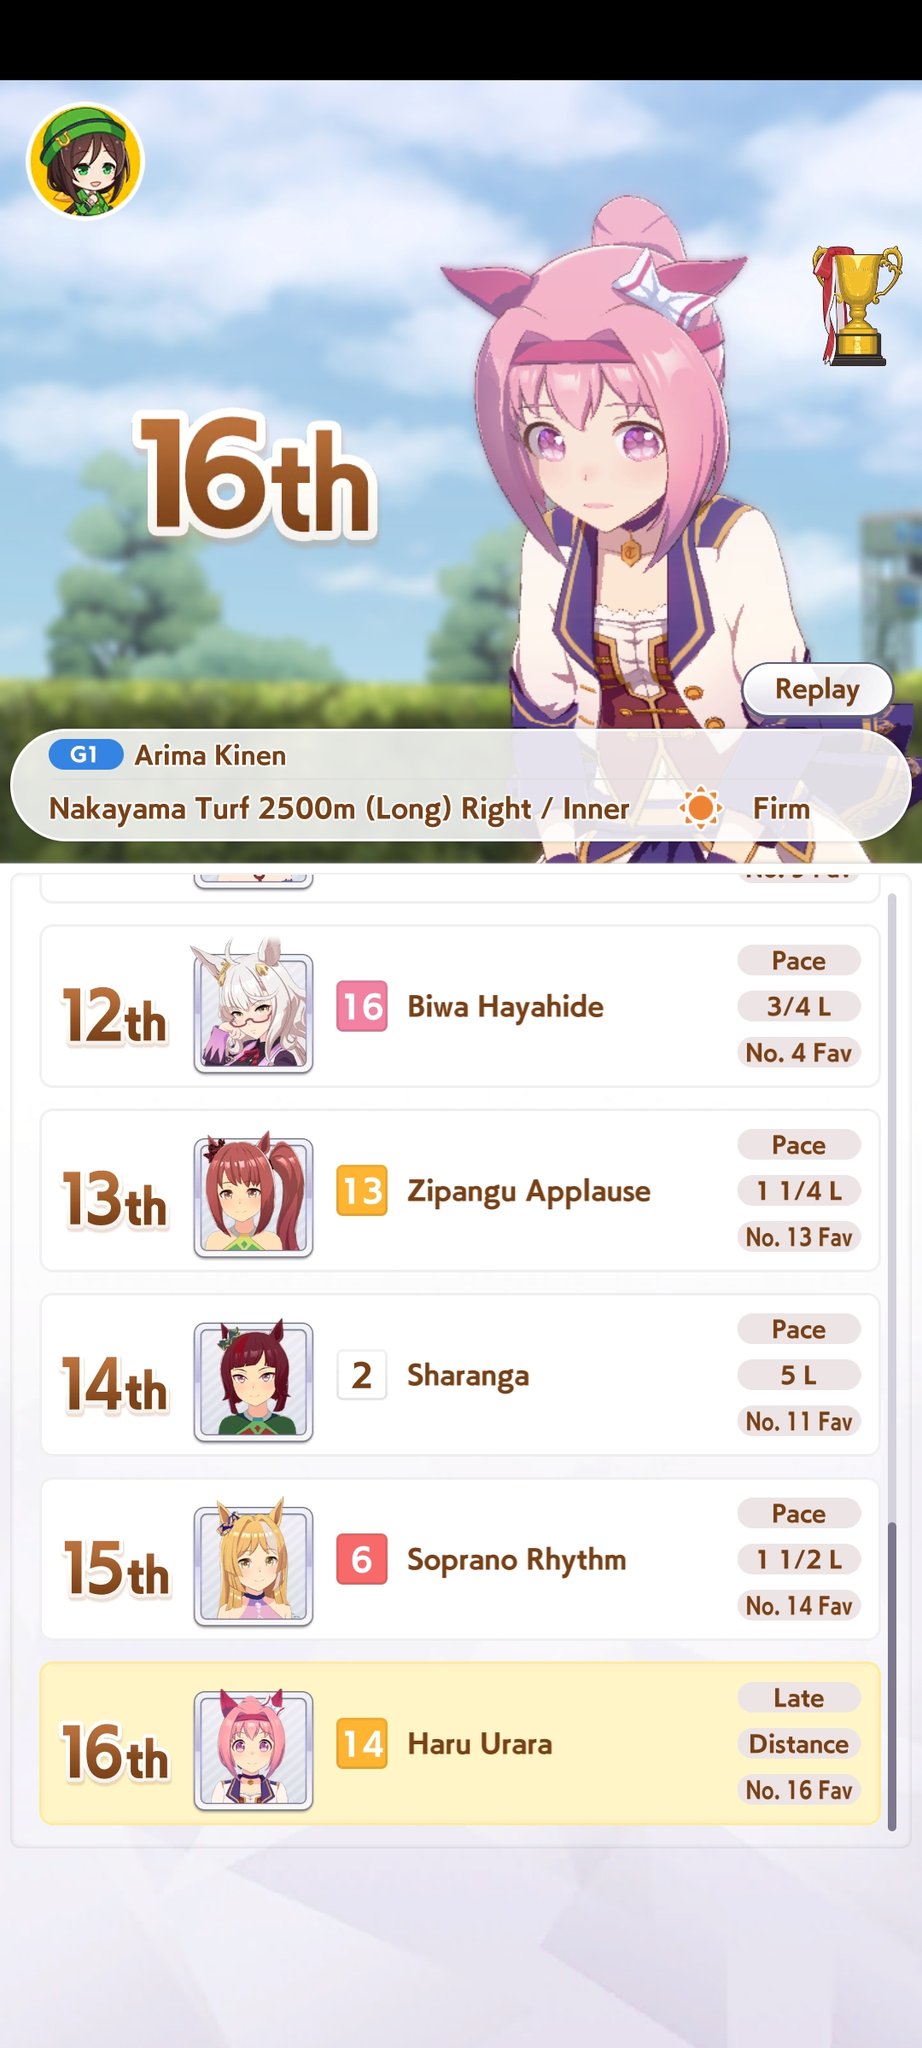 16th
Replay
G1 Arima Kinen
Nakayama Turf 2500m (Long) Right / Inner Firm
12th
16 Biwa Hayahide
Pace
3/4 L
No. 4 Fav
13th
13 Zipangu Applause
Pace
1 1/4 L
No. 13 Fav
14th
2 Sharanga
Pace
5 L
No. 11 Fav
15th
6 Soprano Rhythm
Pace
1 1/2 L
No. 14 Fav
16th
14 Haru Urara
Late
Distance
No. 16 Fav